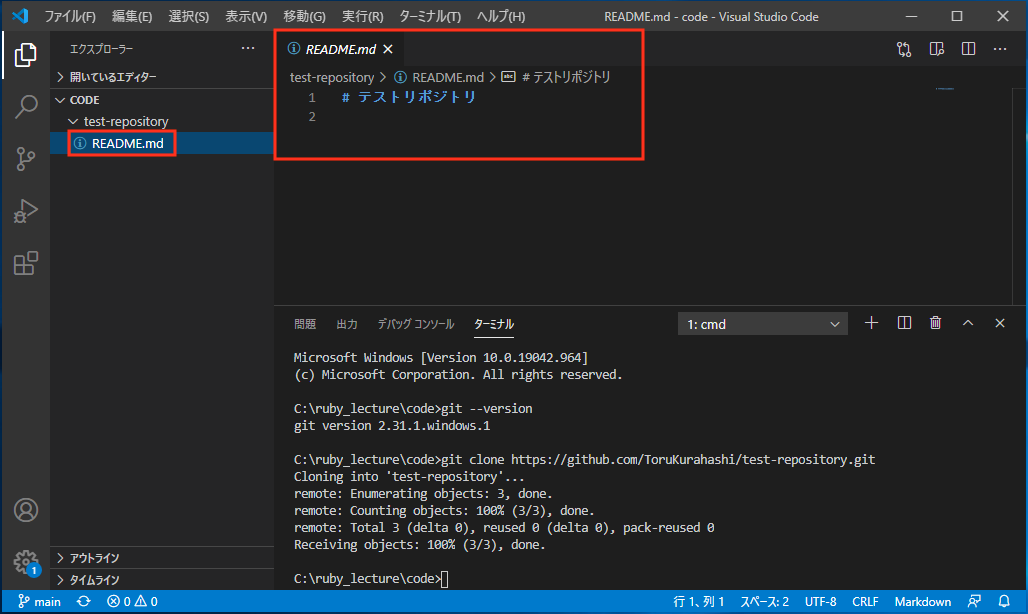 ファイル(F) 編集(E) 選択(S) 表示(V) 移動(G) 実行(R) ターミナル(T) ヘルプ(H) README.md - code - Visual Studio Code
エクスプローラー
開いているエディター
CODE
test-repository
README.md
README.md
test-repository > README.md > # テストリポジトリ
1 # テストリポジトリ
2
問題 出力 デバッグ コンソール ターミナル 1: cmd
Microsoft Windows [Version 10.0.19042.964]
(c) Microsoft Corporation. All rights reserved.
C:\ruby_lecture\code>git --version
git version 2.31.1.windows.1
C:\ruby_lecture\code>git clone https://github.com/ToruKurahashi/test-repository.git
Cloning into 'test-repository'...
remote: Enumerating objects: 3, done.
remote: Counting objects: 100% (3/3), done.
remote: Total 3 (delta 0), reused 0 (delta 0), pack-reused 0
Receiving objects: 100% (3/3), done.
C:\ruby_lecture\code>
アウトライン
タイムライン
1
main 0 0 行 1、列 1 スペース: 2 UTF-8 CRLF Markdown